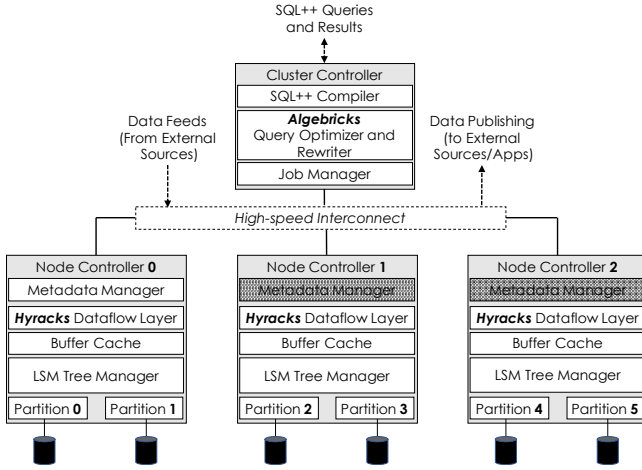 SQL++ Queries
and Results
Cluster Controller
SQL++ Compiler
Algebricks
Query Optimizer and
Rewriter
Job Manager
Data Feeds
(From External
Sources)
Data Publishing
(to External
Sources/Apps)
High-speed Interconnect
Node Controller 0
Metadata Manager
Hyracks Dataflow Layer
Buffer Cache
LSM Tree Manager
Partition 0
Partition 1
Node Controller 1
Metadata Manager
Hyracks Dataflow Layer
Buffer Cache
LSM Tree Manager
Partition 2
Partition 3
Node Controller 2
Metadata Manager
Hyracks Dataflow Layer
Buffer Cache
LSM Tree Manager
Partition 4
Partition 5